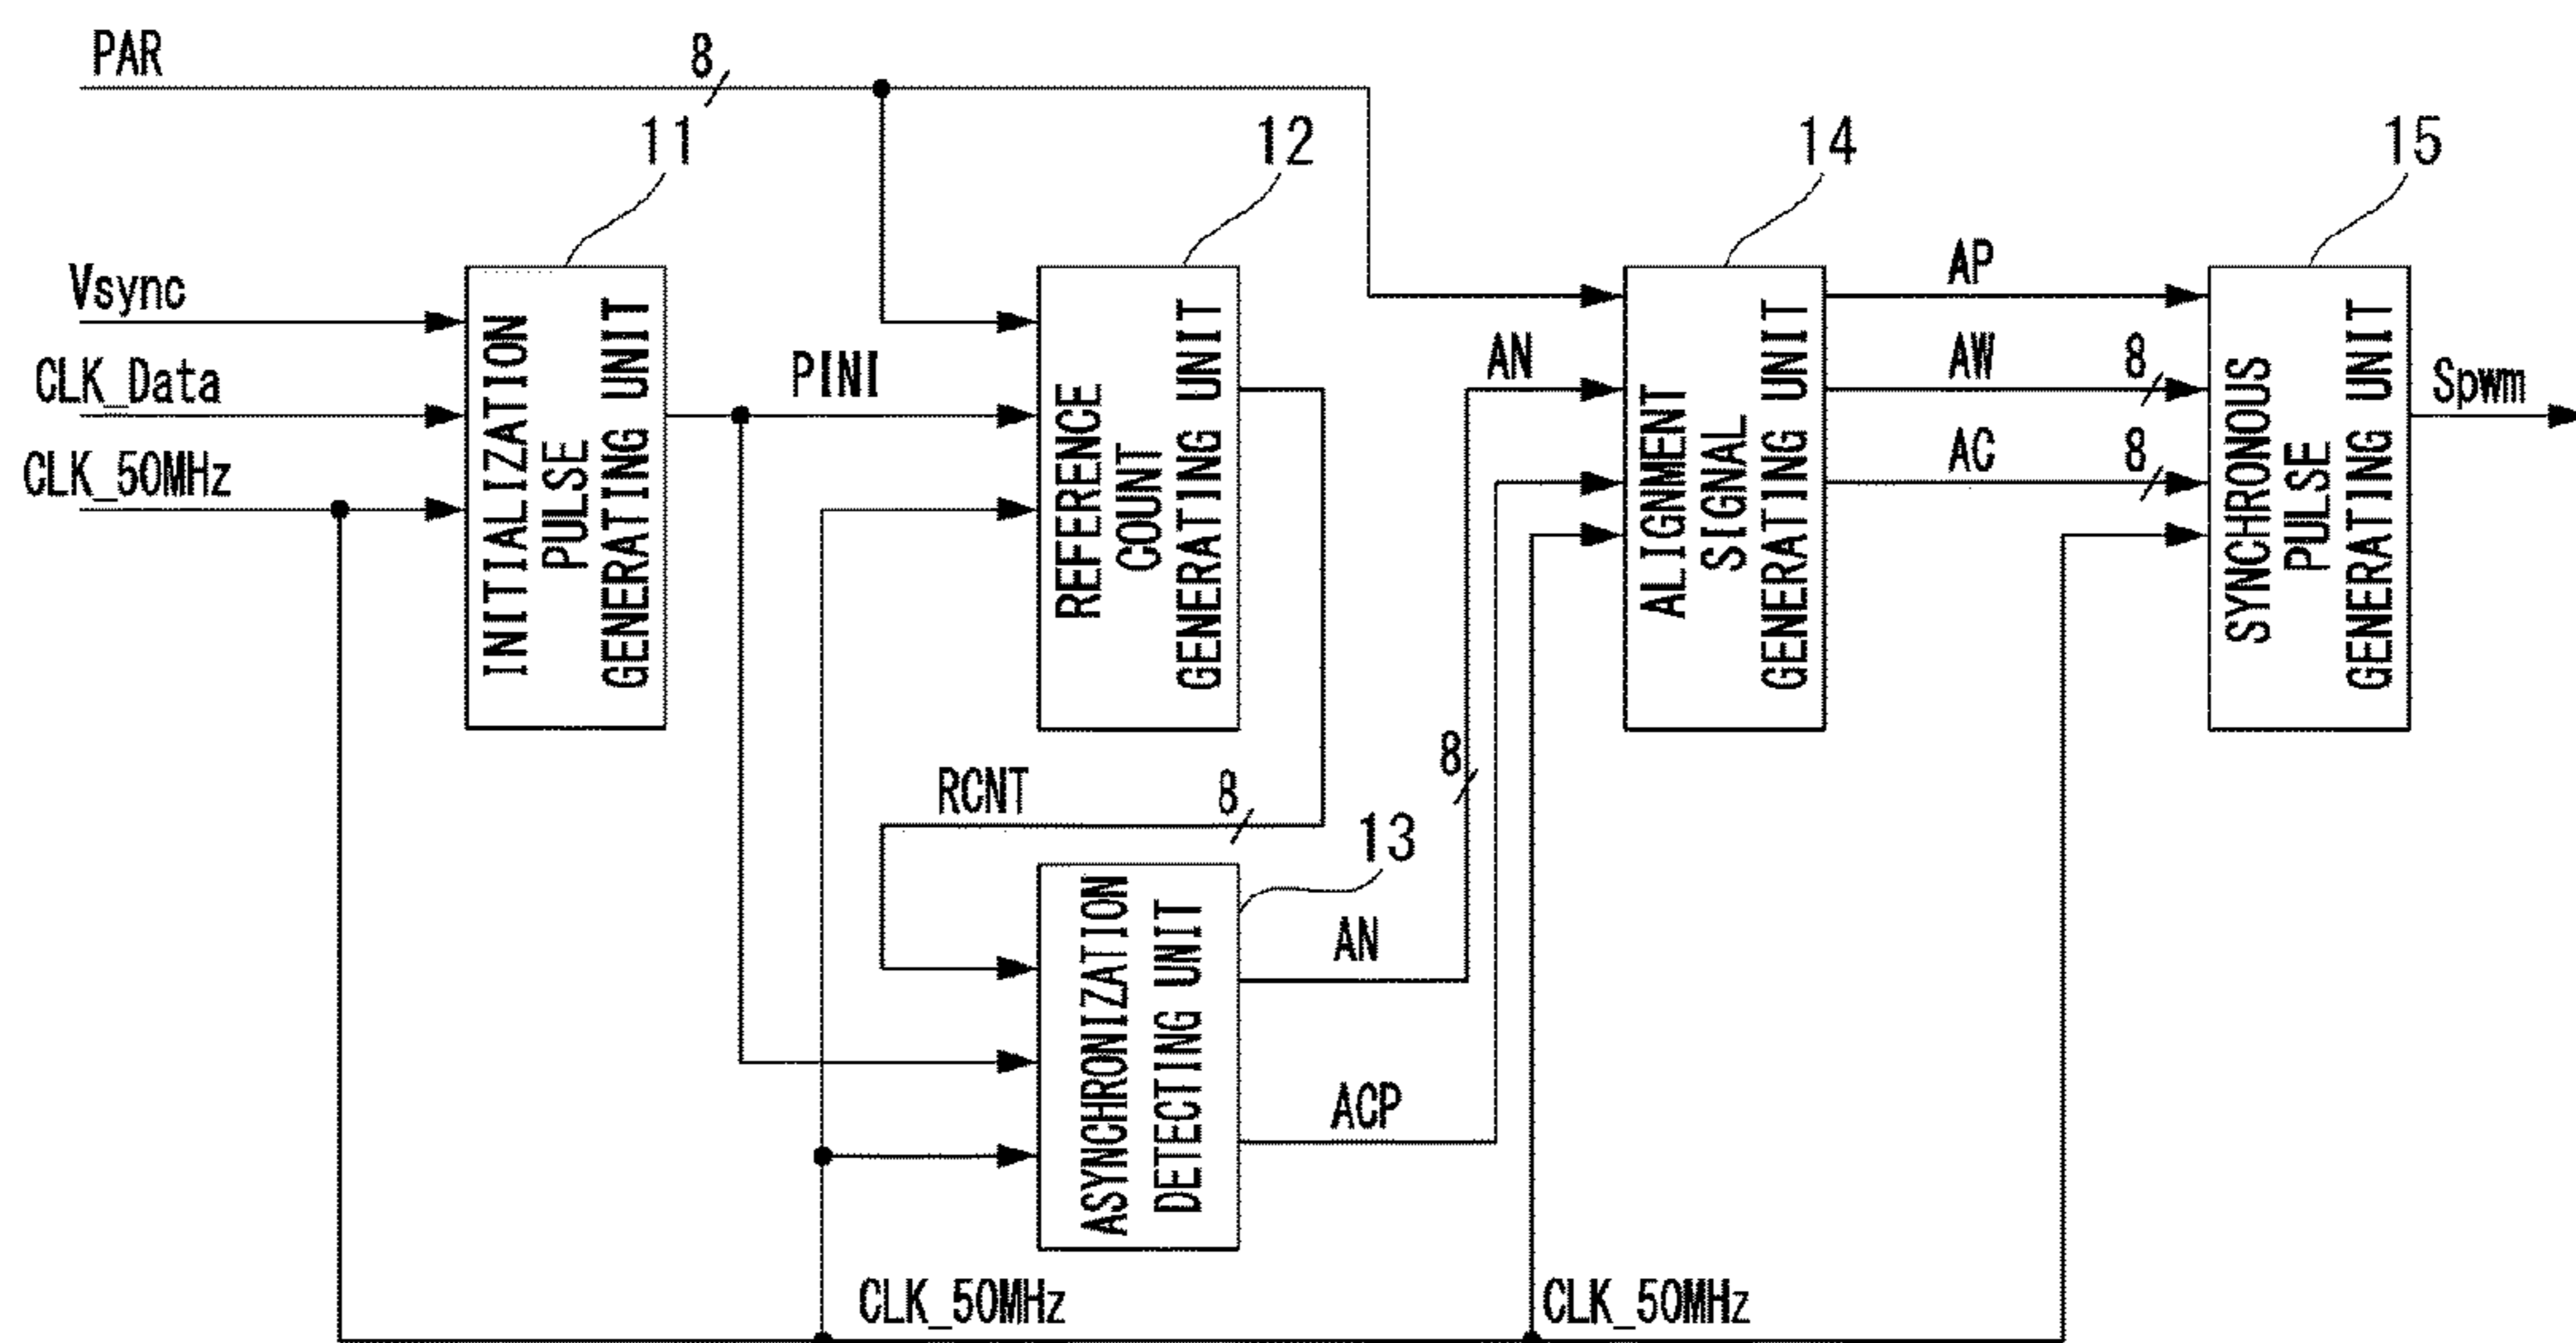 PAR
8
11
12
14
15
Vsync
CLK_Data
CLK_50MHz
INITIALIZATION
PULSE
GENERATING UNIT
PINI
REFERENCE
COUNT
GENERATING UNIT
AN
ALIGNMENT
SIGNAL
GENERATING UNIT
AP
AW
8
AC
8
SYNCHRONOUS
PULSE
GENERATING UNIT
Spwm
RCNT
8
13
8
ASYNCHRONIZATION
DETECTING UNIT
AN
ACP
CLK_50MHz
CLK_50MHz